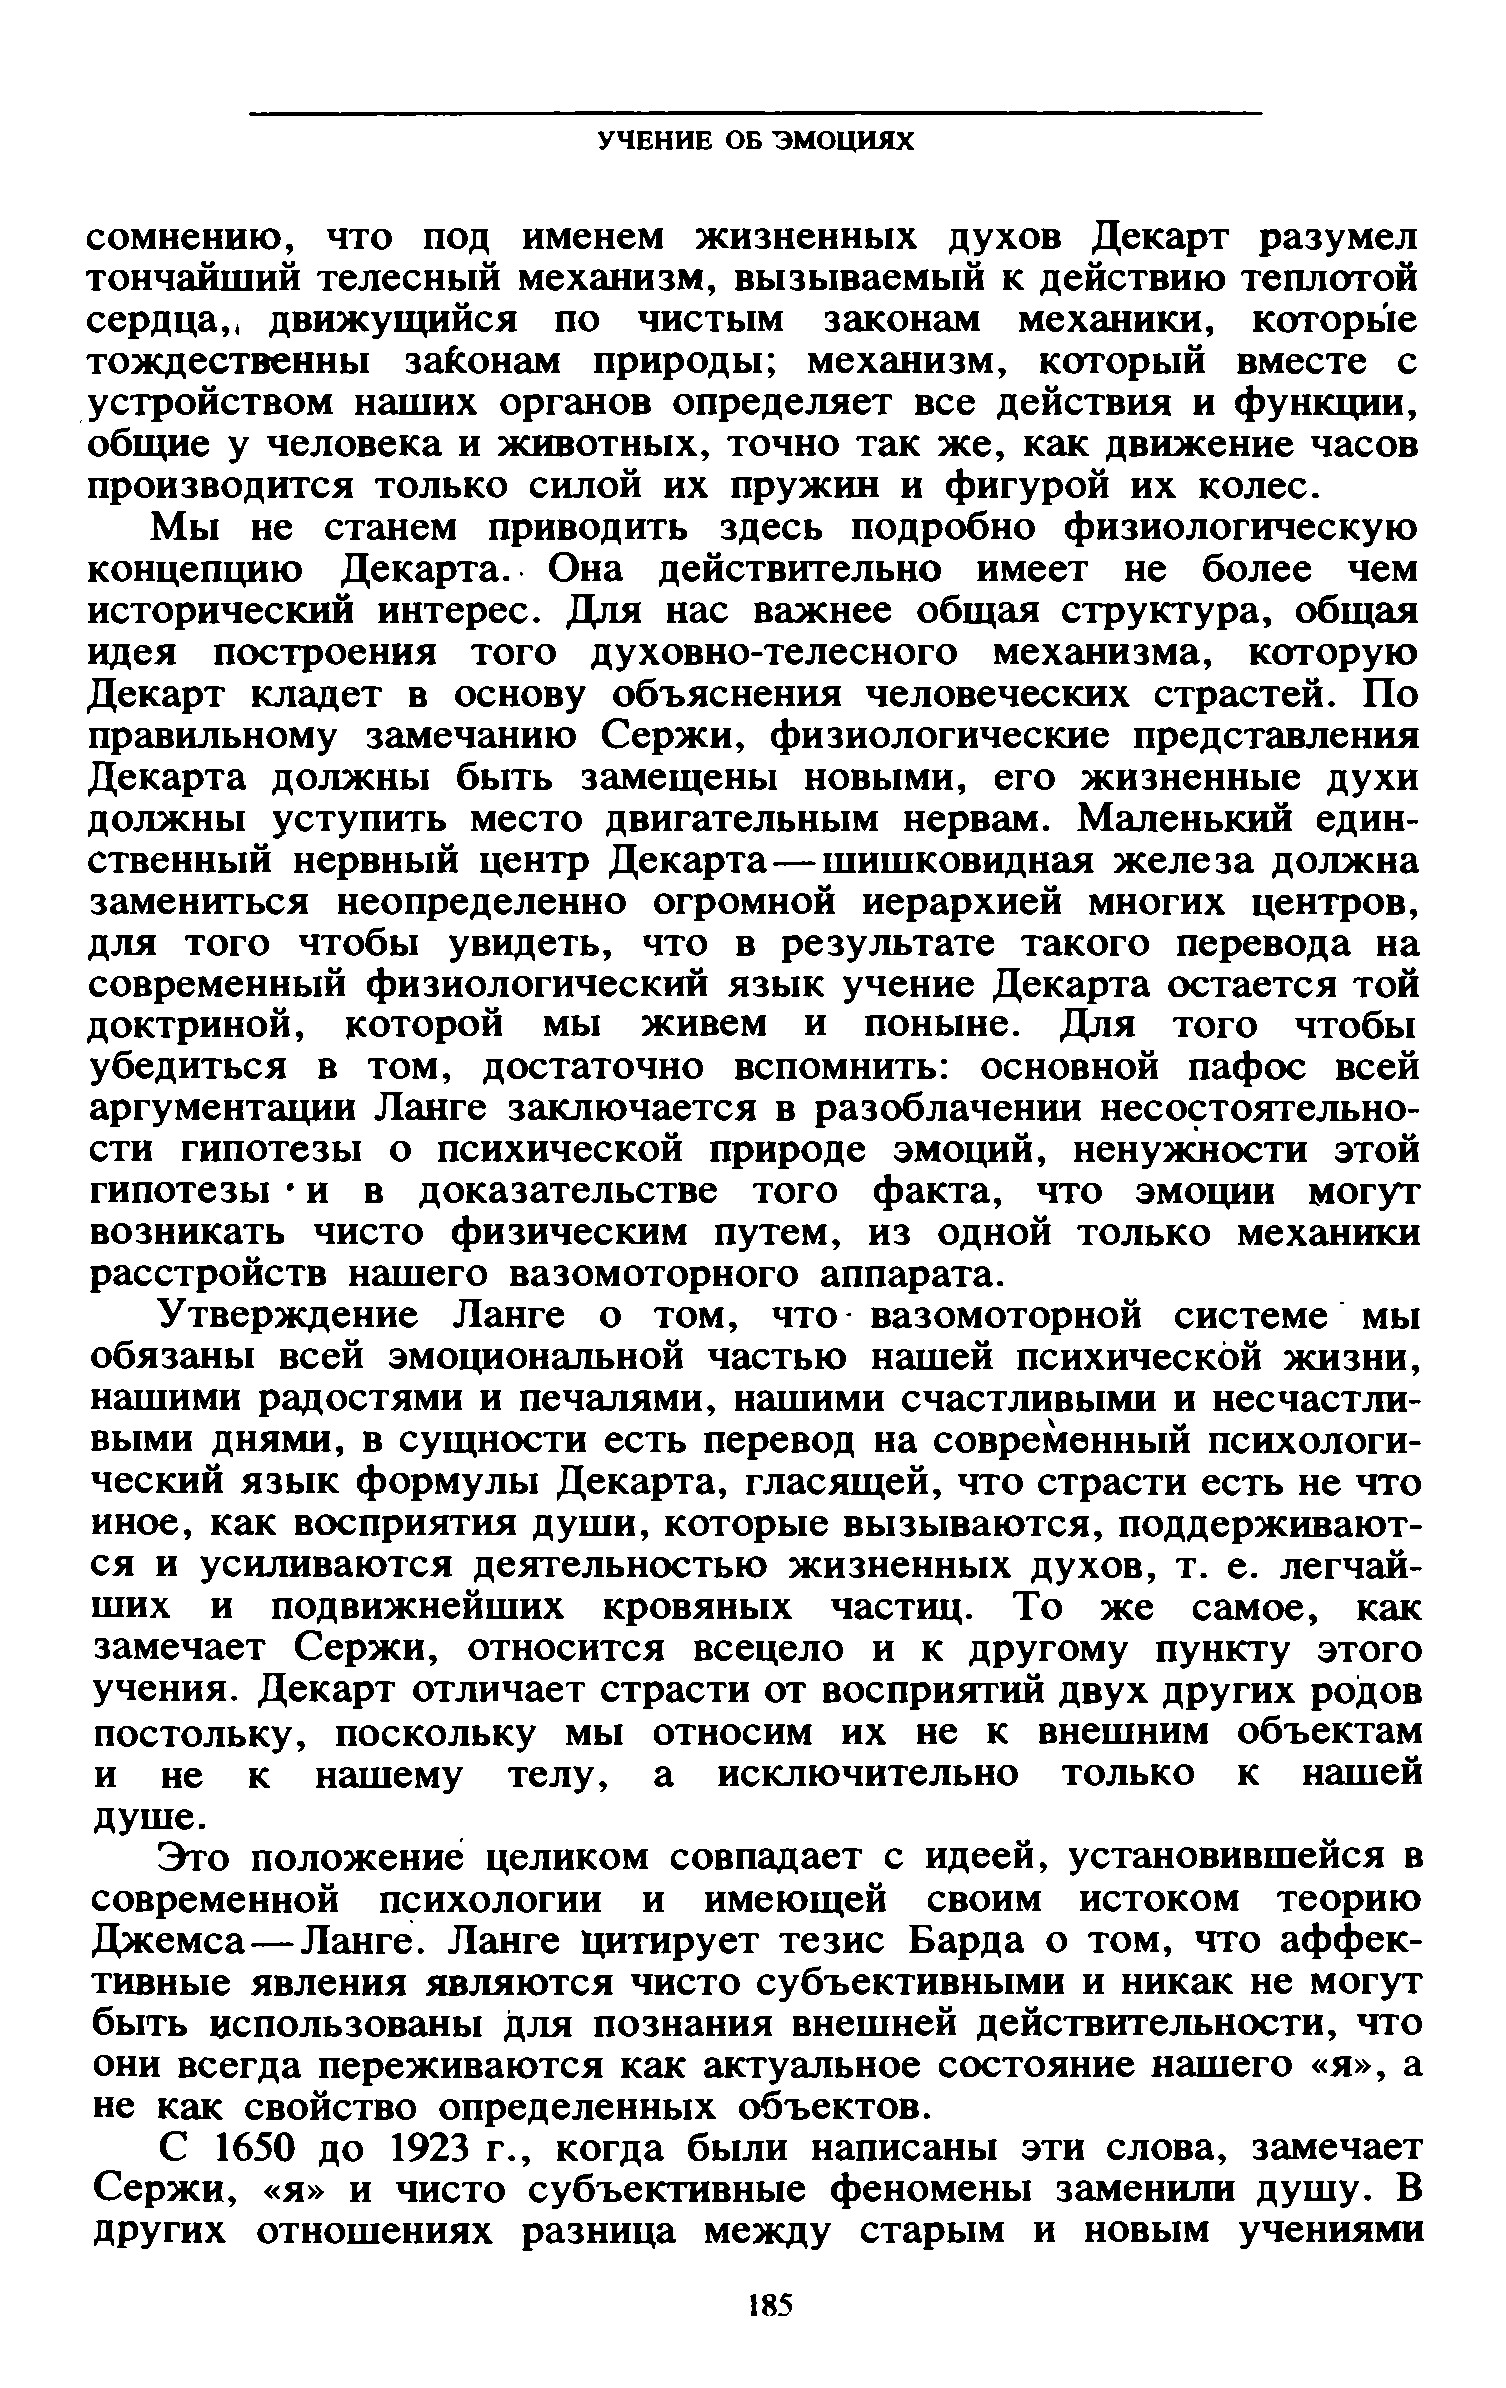 УЧЕНИЕ ОБ ЭМОЦИЯХ
сомнению, что под именем жизненных духов Декарт разумел
тончайший телесный механизм, вызываемый к действию теплотой
сердца, движущийся по чистым законам механики, которые
тождественны законам природы; механизм, который вместе с
устройством наших органов определяет все действия и функции,
общие у человека и животных, точно так же, как движение часов
производится только силой их пружин и фигурой их колес.
Мы не станем приводить здесь подробно физиологическую
концепцию Декарта. Она действительно имеет не более чем
исторический интерес. Для нас важнее общая структура, общая
идея построения того духовно-телесного механизма, которую
Декарт кладет в основу объяснения человеческих страстей. По
правильному замечанию Сержи, физиологические представления
Декарта должны быть замещены новыми, его жизненные духи
должны уступить место двигательным нервам. Маленький един-
ственный нервный центр Декарта—шишковидная железа должна
замениться неопределенно огромной иерархией многих центров,
для того чтобы увидеть, что в результате такого перевода на
современный физиологический язык учение Декарта остается той
доктриной, которой мы живем и поныне. Для того чтобы
убедиться в том, достаточно вспомнить: основной пафос всей
аргументации Ланге заключается в разоблачении несостоятельно-
сти гипотезы о психической природе эмоций, ненужности этой
гипотезы и в доказательстве того факта, что эмоции могут
возникать чисто физическим путем, из одной только механики
расстройств нашего вазомоторного аппарата.
Утверждение Ланге о том, что вазомоторной системе мы
обязаны всей эмоциональной частью нашей психической жизни,
нашими радостями и печалями, нашими счастливыми и несчастли-
выми днями, в сущности есть перевод на современный психологи-
ческий язык формулы Декарта, гласящей, что страсти есть не что
иное, как восприятия души, которые вызываются, поддерживают-
ся и усиливаются деятельностью жизненных духов, т. е. легчай-
ших и подвижнейших кровяных частиц. То же самое, как
замечает Сержи, относится всецело и к другому пункту этого
учения. Декарт отличает страсти от восприятий двух других родов
постольку, поскольку мы относим их не к внешним объектам
и не к нашему телу, а исключительно только к нашей
душе.
Это положение целиком совпадает с идеей, установившейся в
современной психологии и имеющей своим истоком теорию
Джемса—Ланге. Ланге цитирует тезис Барда о том, что аффек-
тивные явления являются чисто субъективными и никак не могут
быть использованы для познания внешней действительности, что
они всегда переживаются как актуальное состояние нашего «я», а
не как свойство определенных объектов.
С 1650 до 1923 г., когда были написаны эти слова, замечает
Сержи, «я» и чисто субъективные феномены заменили душу. В
других отношениях разница между старым и новым учениями
185